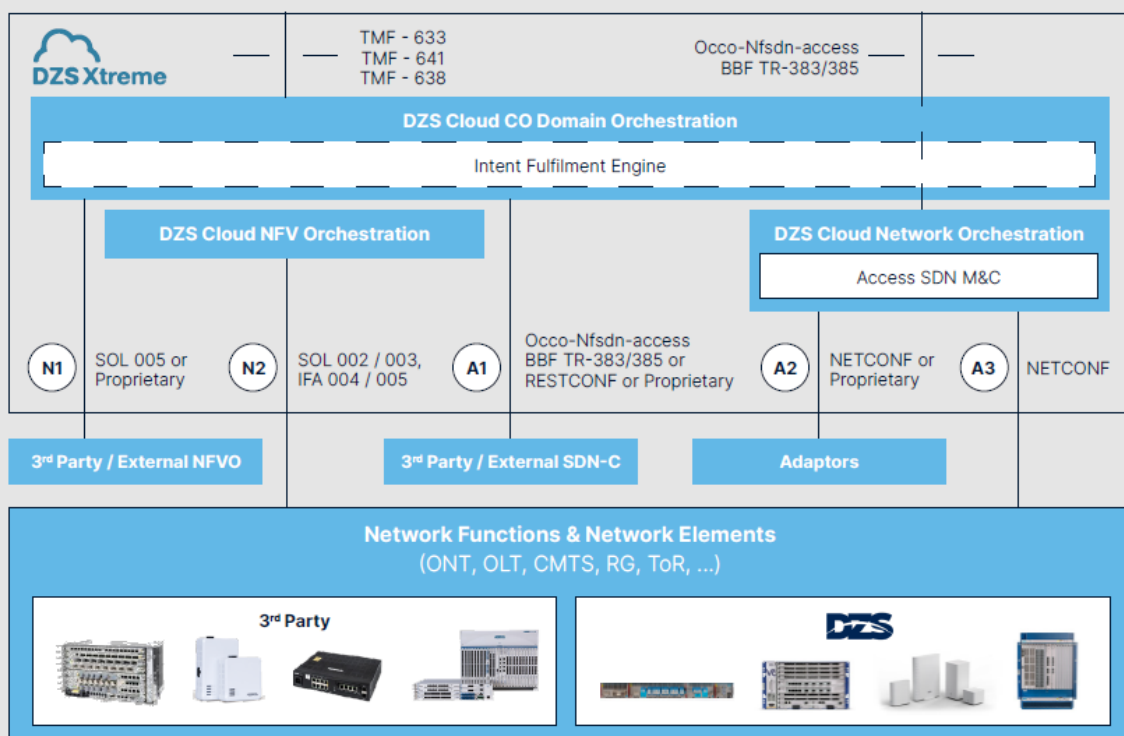 DZS Xtreme
TMF - 633
TMF - 641
TMF - 638
Occo-Nfsdn-access
BBF TR-383/385
DZS Cloud CO Domain Orchestration
Intent Fulfilment Engine
DZS Cloud NFV Orchestration
DZS Cloud Network Orchestration
Access SDN M&C
N1
SOL 005 or
Proprietary
N2
SOL 002 / 003,
IFA 004 / 005
A1
Occo-Nfsdn-access
BBF TR-383/385 or
RESTCONF or Proprietary
A2
NETCONF or
Proprietary
A3
NETCONF
3rd Party / External NFVO
3rd Party / External SDN-C
Adaptors
Network Functions & Network Elements
(ONT, OLT, CMTS, RG, ToR, ...)
3rd Party
DZS